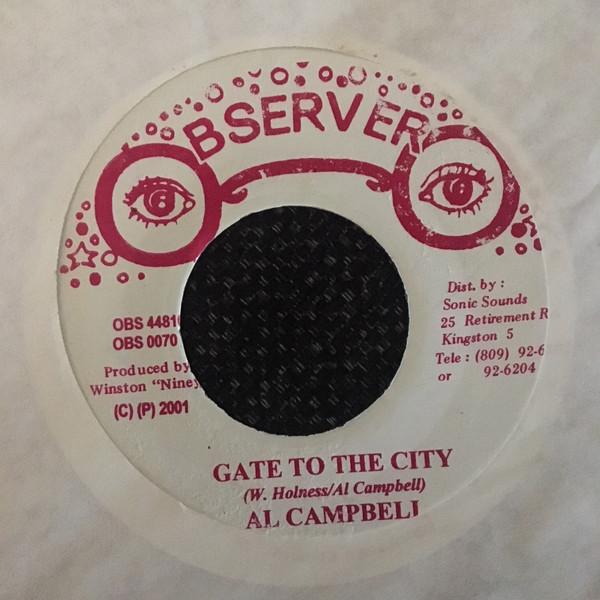 OBSERVER
OBS 4481
OBS 0070
Produced by
Winston "Niney
(C) (P) 2001
Dist. by :
Sonic Sounds
25 Retirement R
Kingston 5
Tele : (809) 92-6
or 92-6204
GATE TO THE CITY
(W. Holness/Al Campbell)
AL CAMPBELL